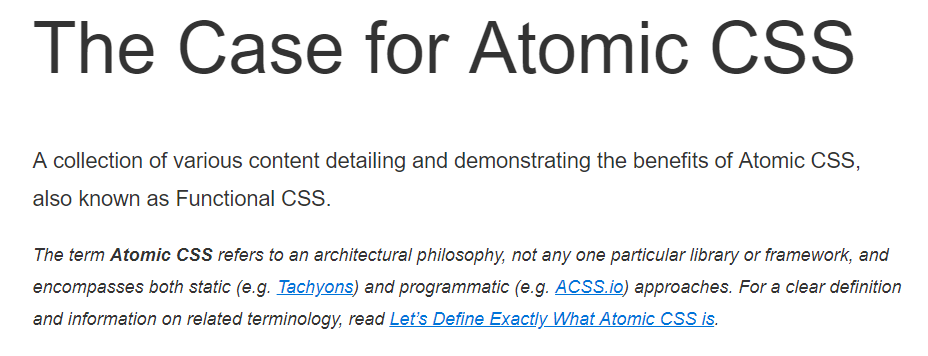 The Case for Atomic CSS
A collection of various content detailing and demonstrating the benefits of Atomic CSS,
also known as Functional CSS.
The term Atomic CSS refers to an architectural philosophy, not any one particular library or framework, and
encompasses both static (e.g. Tachyons) and programmatic (e.g. ACSS.io) approaches. For a clear definition
and information on related terminology, read Let’s Define Exactly What Atomic CSS is.